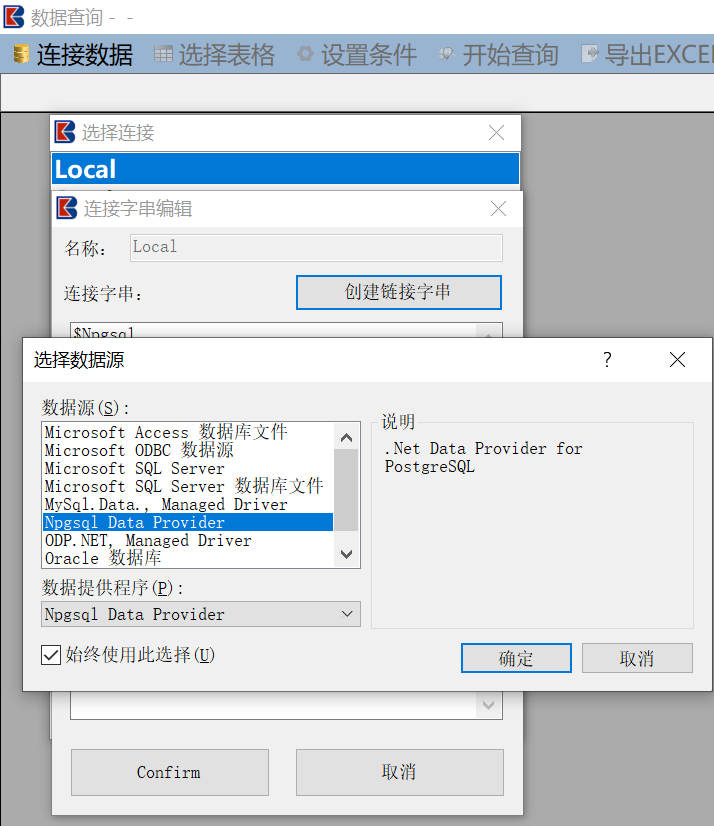 数据查询 - -
连接数据 选择表格 设置条件 开始查询 导出EXCE
选择连接
Local
连接字串编辑
名称: Local
连接字串: 创建链接字串
$Npgsql
选择数据源 ?
数据源(S):
Microsoft Access 数据库文件
Microsoft ODBC 数据源
Microsoft SQL Server
Microsoft SQL Server 数据库文件
MySql.Data., Managed Driver
Npgsql Data Provider
ODP.NET, Managed Driver
Oracle 数据库
说明
.Net Data Provider for
PostgreSQL
数据提供程序(P):
Npgsql Data Provider
始终使用此选择(U)
确定 取消
Confirm 取消